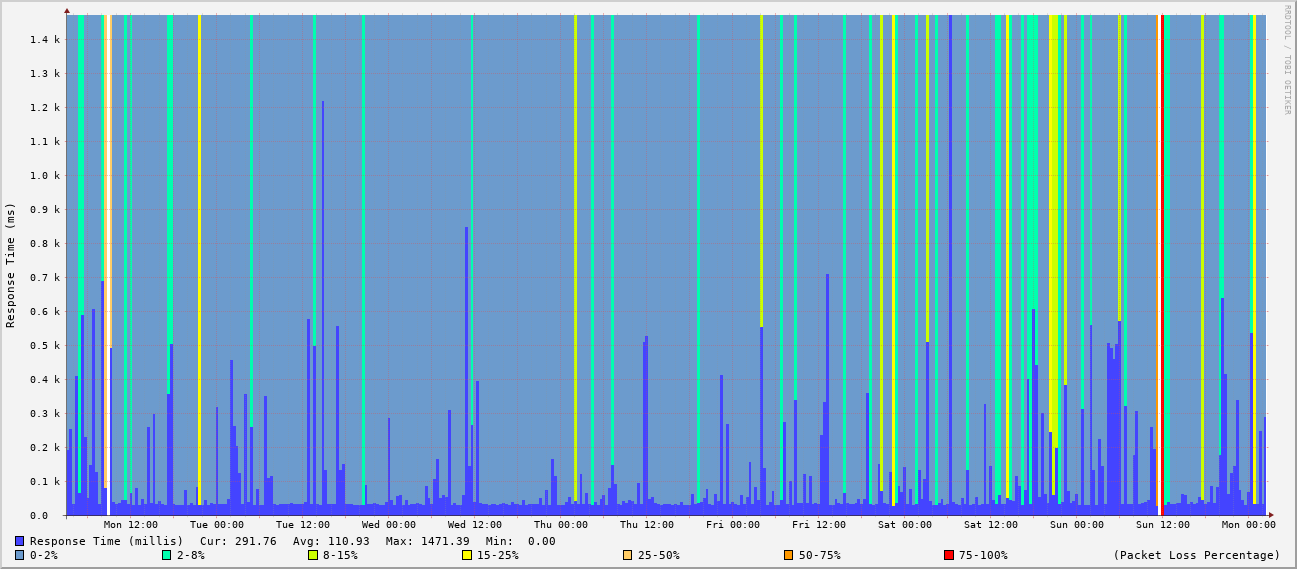 RRDTOOL / TOBI OETIKER
Response Time (ms)
1.4 k
1.3 k
1.2 k
1.1 k
1.0 k
0.9 k
0.8 k
0.7 k
0.6 k
0.5 k
0.4 k
0.3 k
0.2 k
0.1 k
0.0
Mon 12:00 Tue 00:00 Tue 12:00 Wed 00:00 Wed 12:00 Thu 00:00 Thu 12:00 Fri 00:00 Fri 12:00 Sat 00:00 Sat 12:00 Sun 00:00 Sun 12:00 Mon 00:00
Response Time (millis) Cur: 291.76 Avg: 110.93 Max: 1471.39 Min: 0.00
0-2% 2-8% 8-15% 15-25% 25-50% 50-75% 75-100% (Packet Loss Percentage)